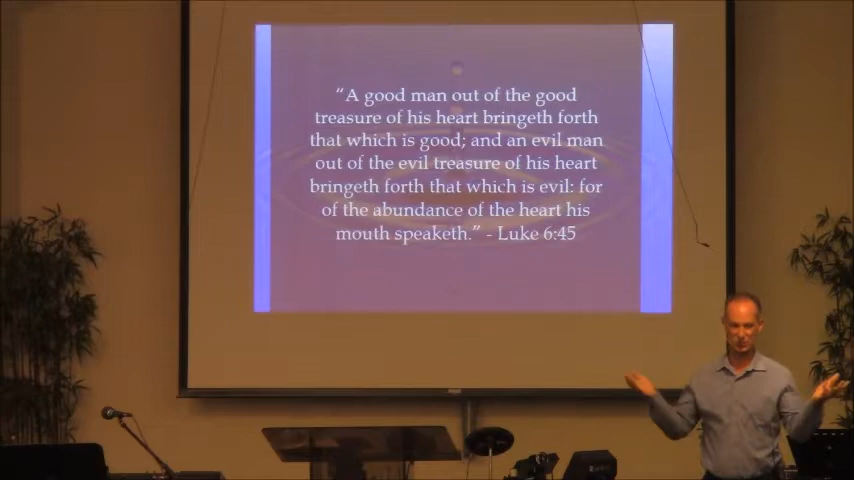 “A good man out of the good
treasure of his heart bringeth forth
that which is good; and an evil man
out of the evil treasure of his heart
bringeth forth that which is evil: for
of the abundance of the heart his
mouth speaketh.” - Luke 6:45